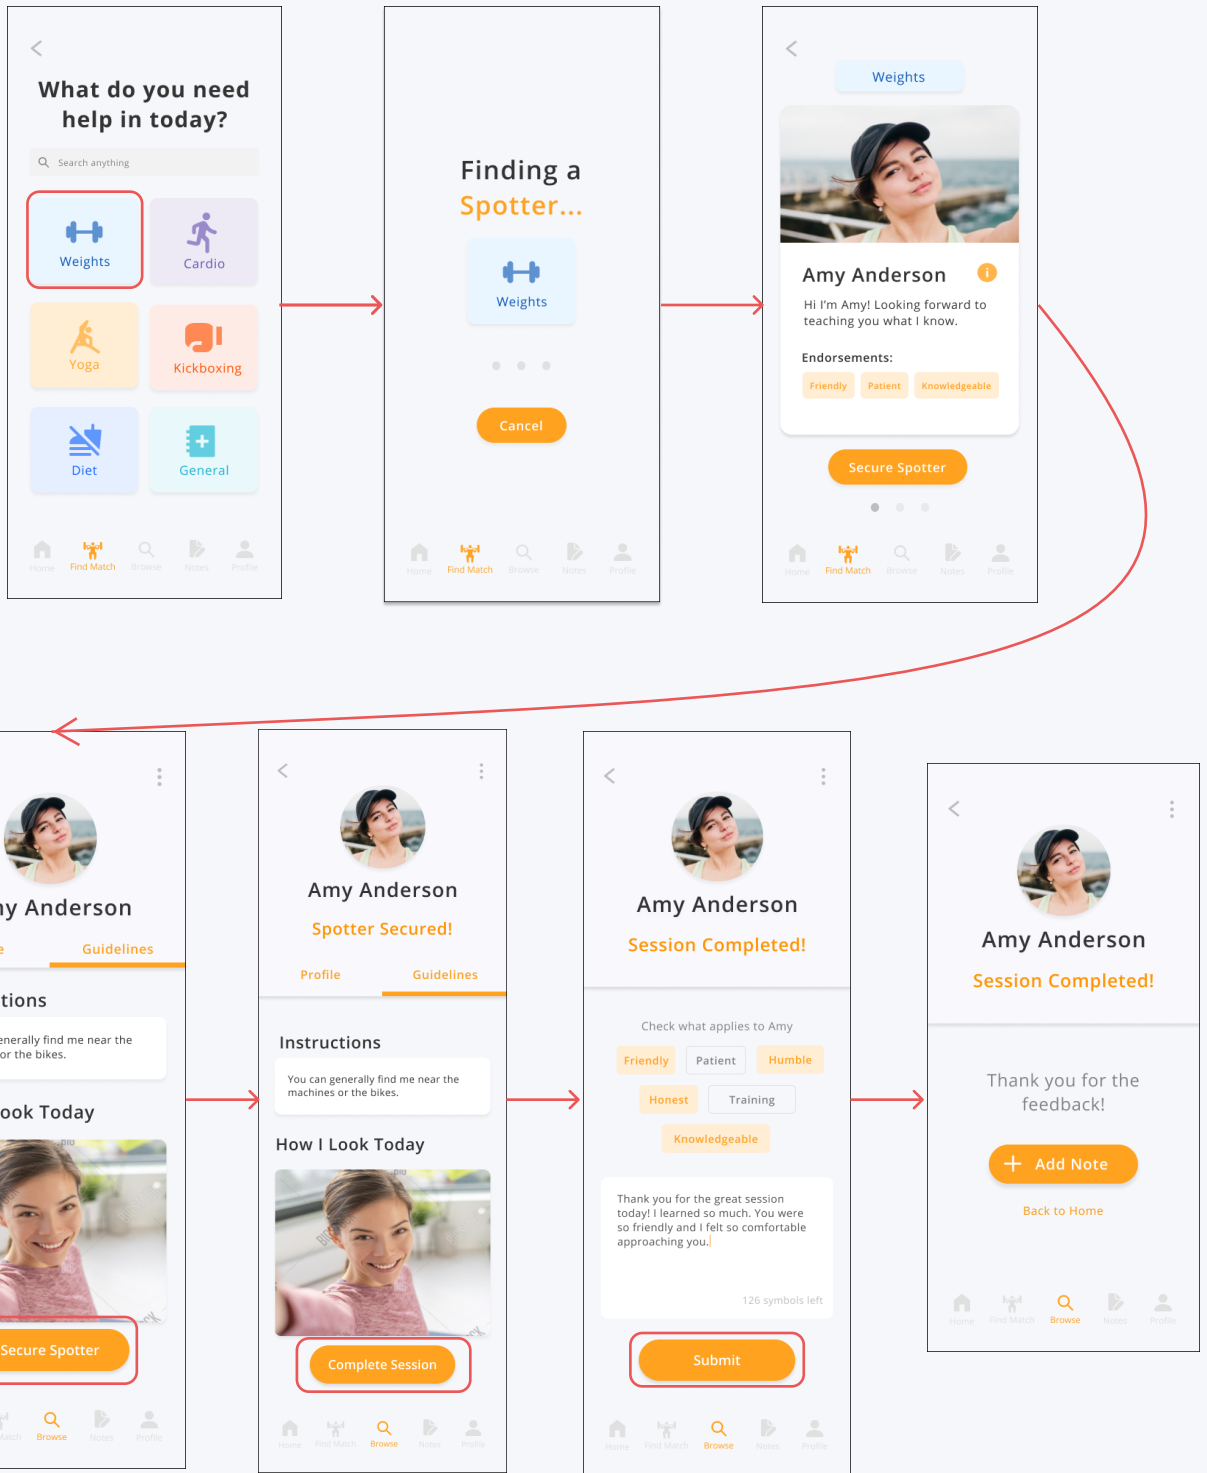 What do you need
help in today?
Search anything
Weights
Cardio
Yoga
Kickboxing
Diet
General
Home
Find Match
Browse
Notes
Profile
Finding a
Spotter...
Weights
Cancel
Home
Find Match
Browse
Notes
Profile
Weights
Amy Anderson
i
Hi I'm Amy! Looking forward to
teaching you what I know.
Endorsements:
Friendly
Patient
Knowledgeable
Secure Spotter
Home
Find Match
Browse
Notes
Profile
y Anderson
e
Guidelines
tions
enerally find me near the
or the bikes.
ook Today
Secure Spotter
Match
Browse
Notes
Profile
Amy Anderson
Spotter Secured!
Profile
Guidelines
Instructions
You can generally find me near the
machines or the bikes.
How I Look Today
Complete Session
Home
Find Match
Browse
Notes
Profile
Amy Anderson
Session Completed!
Check what applies to Amy
Friendly
Patient
Humble
Honest
Training
Knowledgeable
Thank you for the great session
today! I learned so much. You were
so friendly and I felt so comfortable
approaching you.
126 symbols left
Submit
Home
Find Match
Browse
Notes
Profile
Amy Anderson
Session Completed!
Thank you for the
feedback!
+ Add Note
Back to Home
Home
Find Match
Browse
Notes
Profile